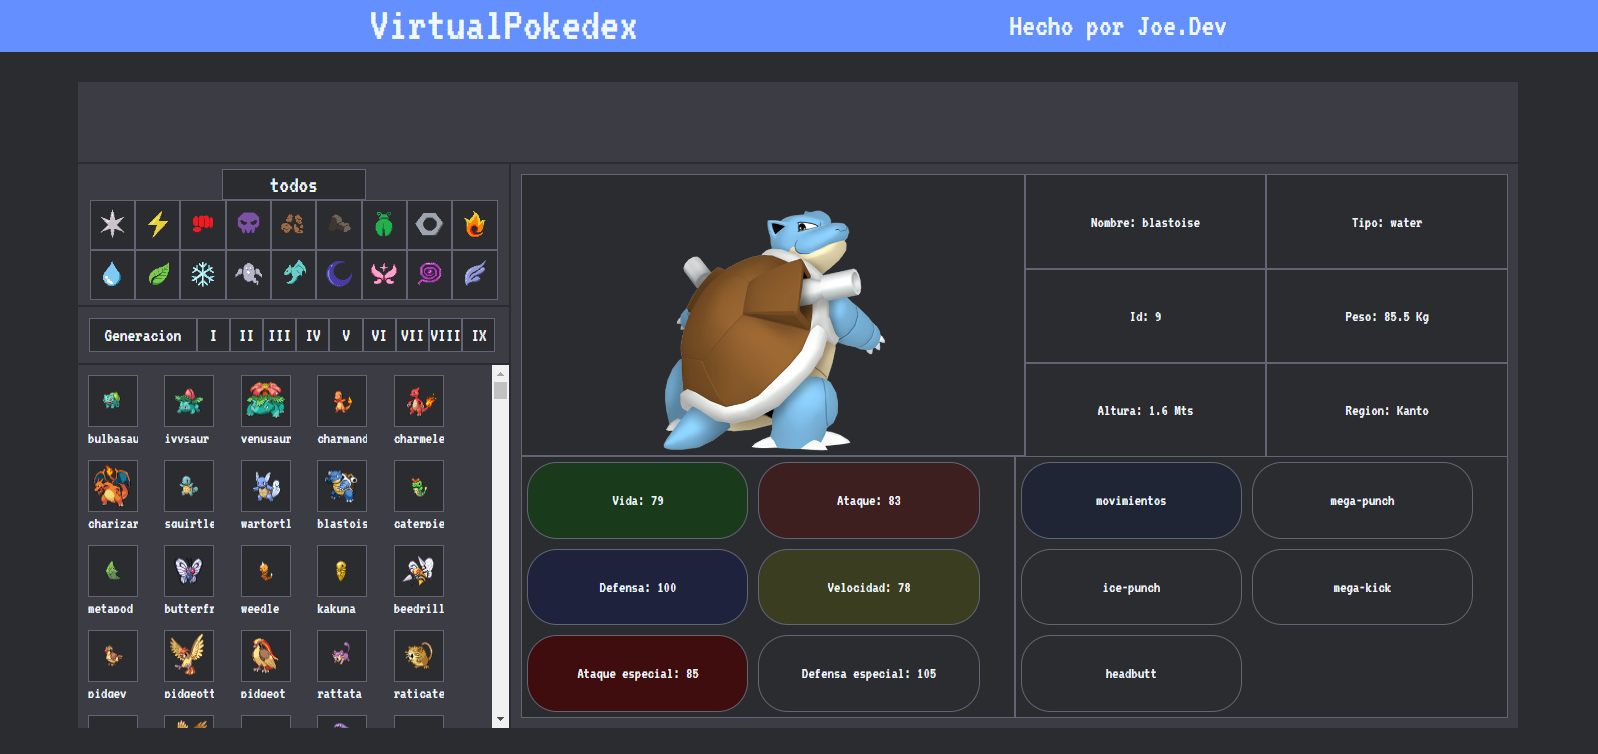 VirtualPokedex
Hecho por Joe.Dev
todos
Generacion I II III IV V VI VII VIII IX
bulbasau ivysaur venusaur charmand charmele
charizar squirtle wartortl blastois caterpie
metapod butterfr weedle kakuna beedrill
pidgey pidgeott pidgeot rattata raticate
Nombre: blastoise
Tipo: water
Id: 9
Peso: 85.5 Kg
Altura: 1.6 Mts
Region: Kanto
Vida: 79
Ataque: 83
Defensa: 100
Velocidad: 78
Ataque especial: 85
Defensa especial: 105
movimientos
mega-punch
ice-punch
mega-kick
headbutt